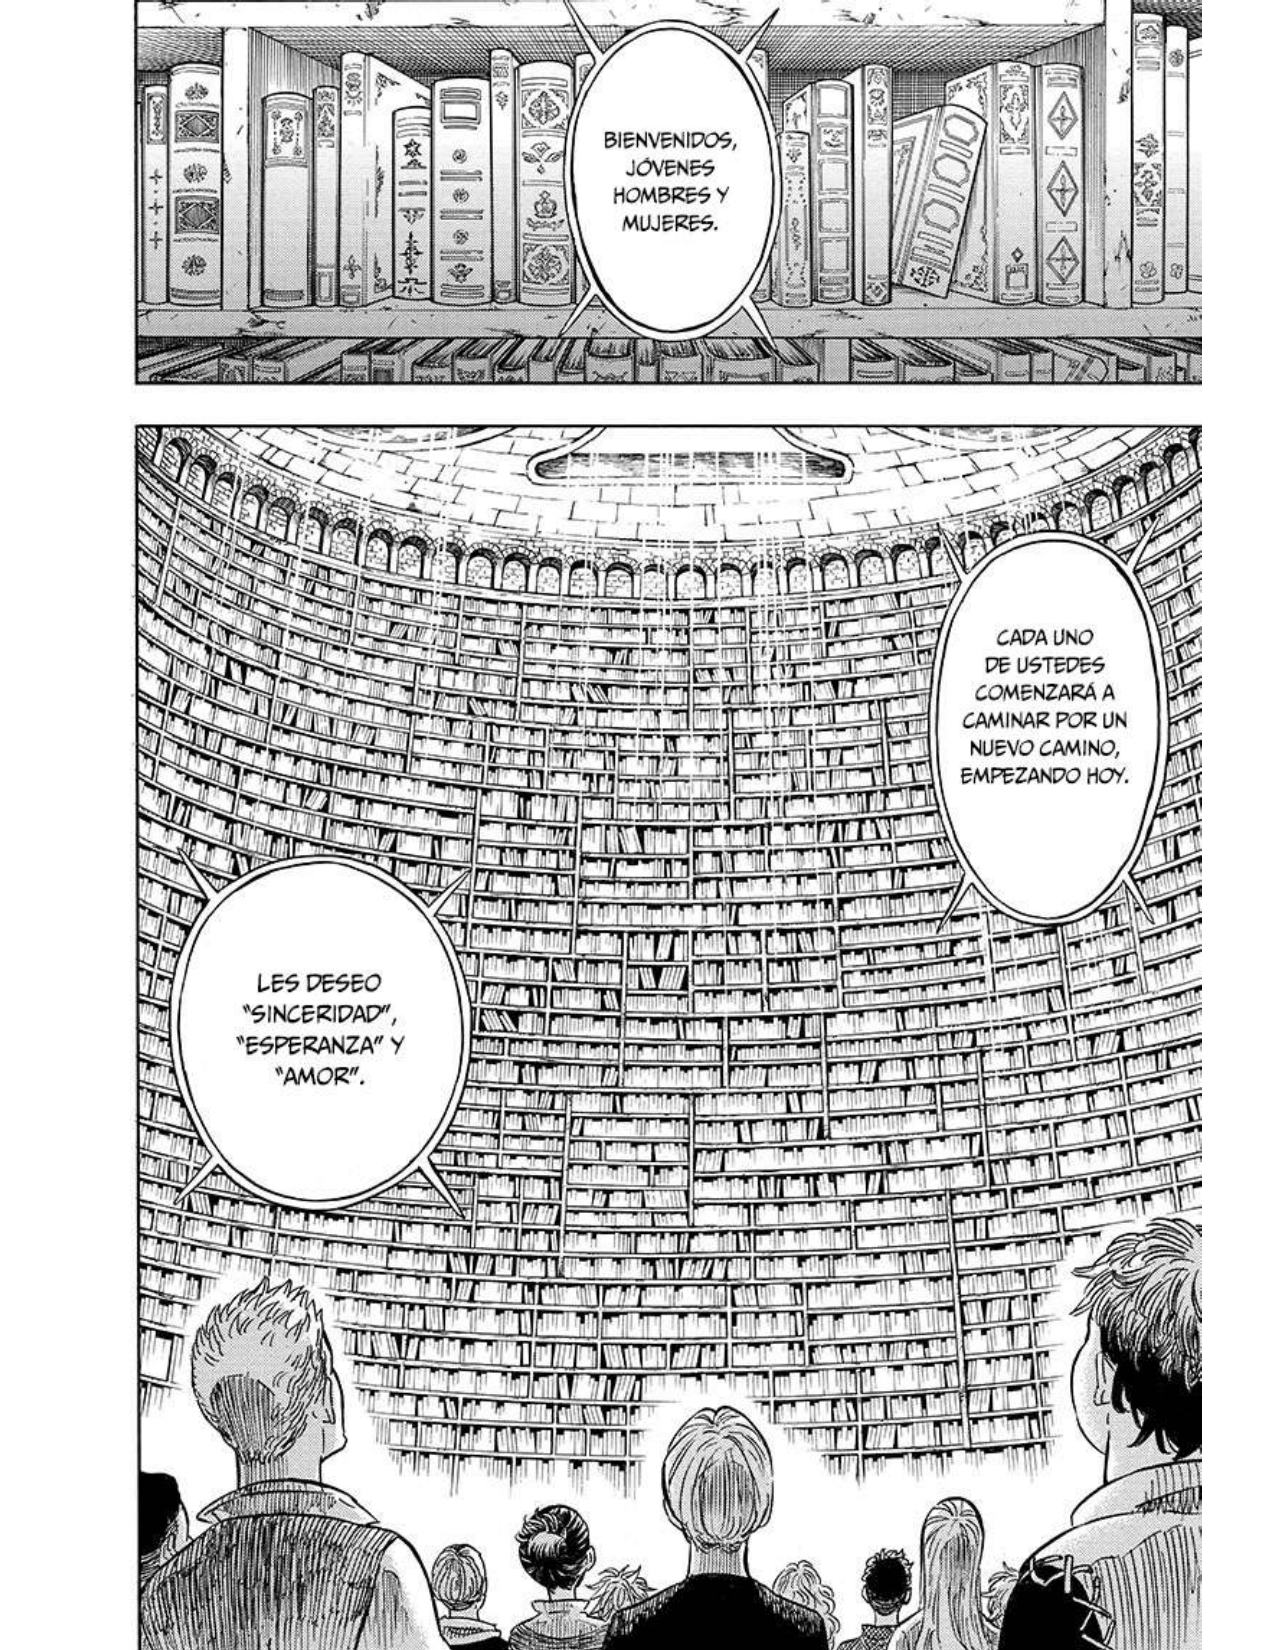 BIENVENIDOS,
JÓVENES
HOMBRES Y
MUJERES.
CADA UNO
DE USTEDES
COMENZARÁ A
CAMINAR POR UN
NUEVO CAMINO,
EMPEZANDO HOY.
LES DESEO
"SINCERIDAD",
"ESPERANZA" Y
"AMOR".